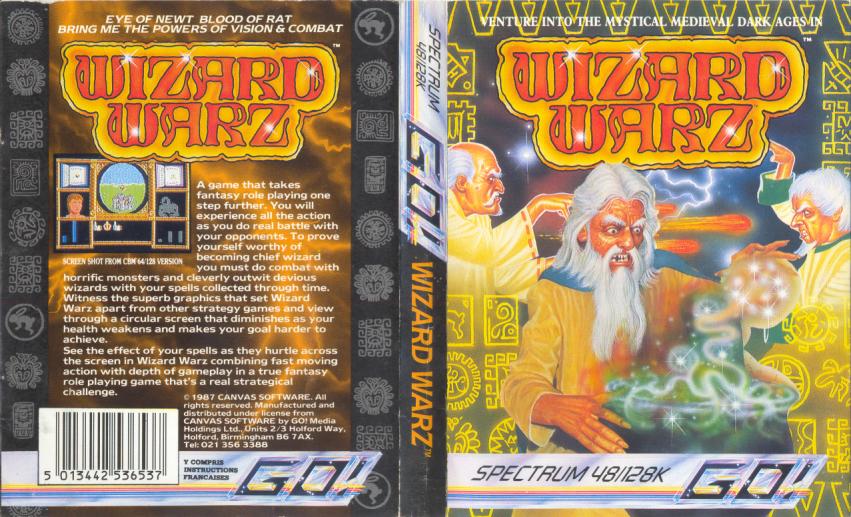 EYE OF NEWT BLOOD OF RAT
BRING ME THE POWERS OF VISION & COMBAT
WIZARD
WARZ™
SCREEN SHOT FROM CBM 64/128 VERSION
A game that takes
fantasy role playing one
step further. You will
experience all the action
as you do real battle with
your opponents. To prove
yourself worthy of
becoming chief wizard
you must do combat with
horrific monsters and cleverly outwit devious
wizards with your spells collected through time.
Witness the superb graphics that set Wizard
Warz apart from other strategy games and view
through a circular screen that diminishes as your
health weakens and makes your goal harder to
achieve.
See the effect of your spells as they hurtle across
the screen in Wizard Warz combining fast moving
action with depth of gameplay in a true fantasy
role playing game that's a real strategical
challenge.
© 1987 CANVAS SOFTWARE. All
rights reserved. Manufactured and
distributed under license from
CANVAS SOFTWARE by GO! Media
Holdings Ltd., Units 2/3 Holford Way,
Holford, Birmingham B6 7AX.
Tel: 021 356 3388
5 013442 536537
Y COMPRIS
INSTRUCTIONS
FRANCAISES
GO!
SPECTRUM
48/128K
GO!
WIZARD WARZ™
VENTURE INTO THE MYSTICAL MEDIEVAL DARK AGES IN
WIZARD
WARZ™
SPECTRUM 48/128K
GO!